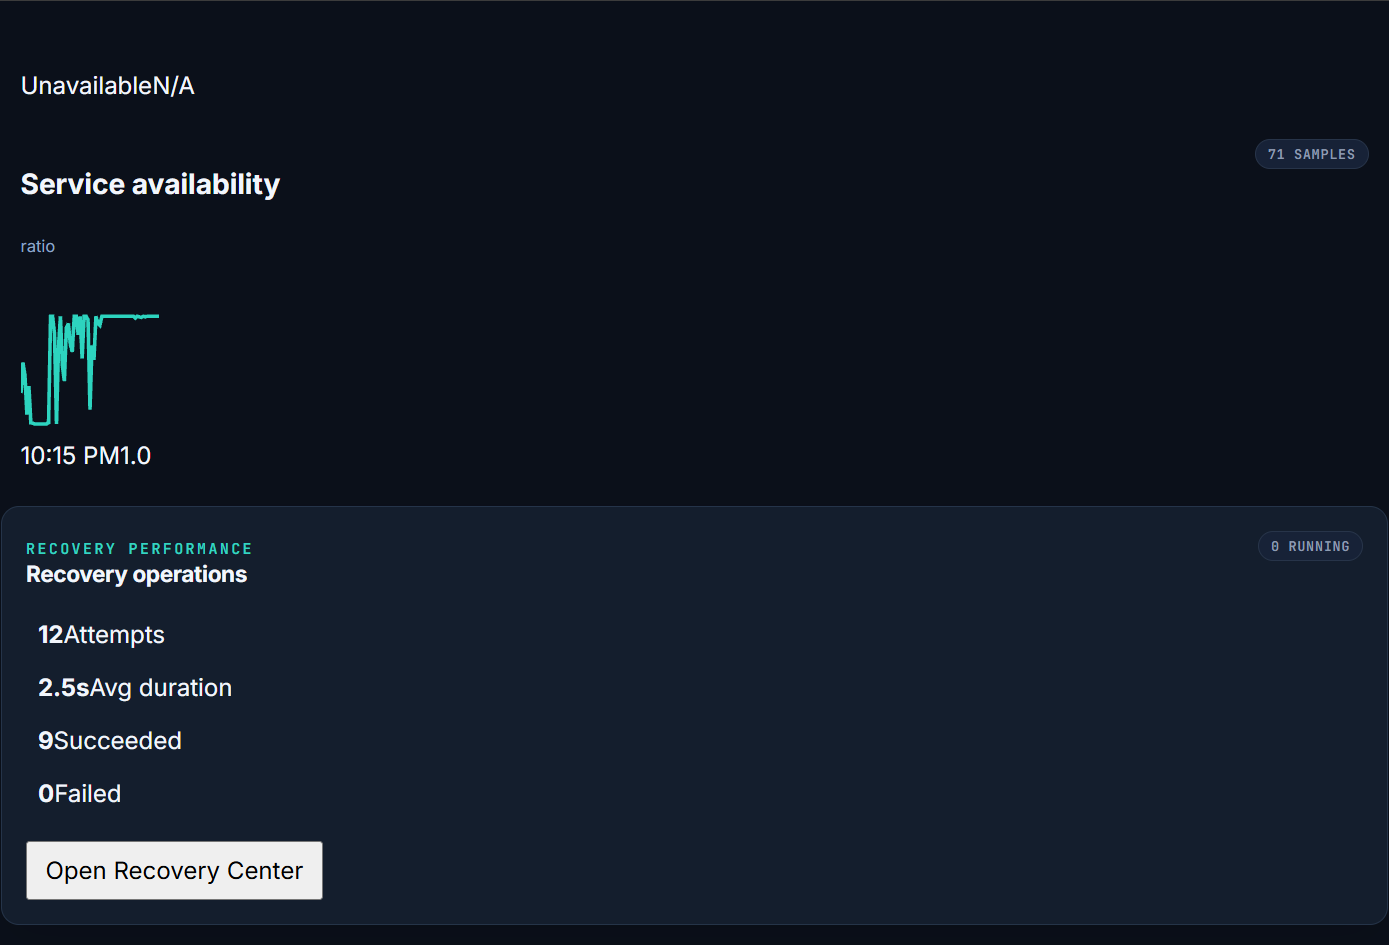 UnavailableN/A
71 SAMPLES
Service availability
ratio
10:15 PM1.0
RECOVERY PERFORMANCE
0 RUNNING
Recovery operations
12Attempts
2.5sAvg duration
9Succeeded
0Failed
Open Recovery Center